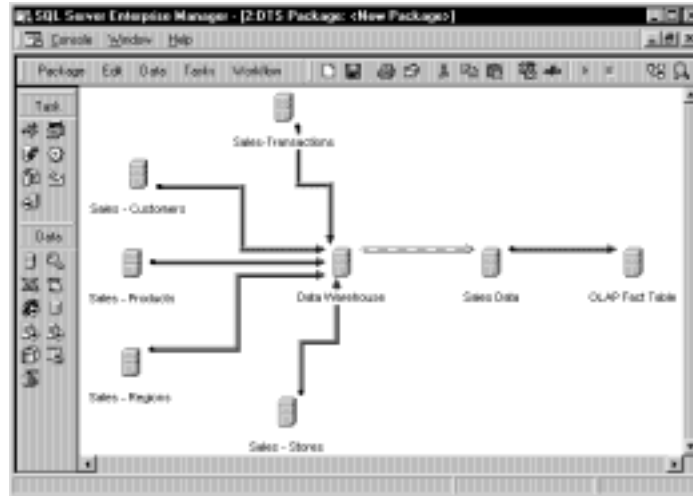 SQL Server Enterprise Manager - [2:DTS Package: <New Package>]
Console Window Help
Package Edit Data Tasks Workflow
Task
Data
Sales-Transactions
Sales - Customers
Sales - Products
Data Warehouse
Sales Data
OLAP Fact Table
Sales - Regions
Sales - Stores